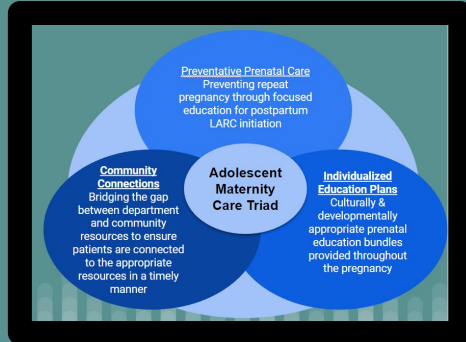 Preventative Prenatal Care
Preventing repeat
pregnancy through focused
education for postpartum
LARC initiation
Community
Connections
Bridging the gap
between department
and community
resources to ensure
patients are connected
to the appropriate
resources in a timely
manner
Adolescent
Maternity
Care Triad
Individualized
Education Plans
Culturally &
developmentally
appropriate prenatal
education bundles
provided throughout
the pregnancy